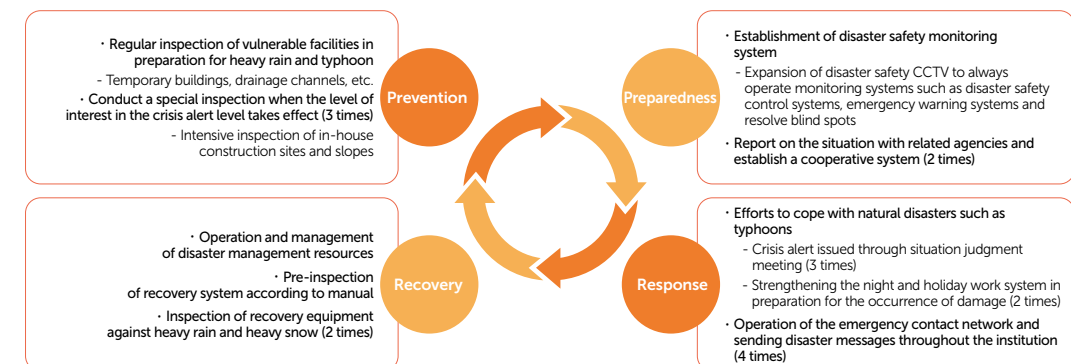 · Regular inspection of vulnerable facilities in
preparation for heavy rain and typhoon
- Temporary buildings, drainage channels, etc.
· Conduct a special inspection when the level of
interest in the crisis alert level takes effect (3 times)
- Intensive inspection of in-house
construction sites and slopes
Prevention
Preparedness
· Establishment of disaster safety monitoring
system
- Expansion of disaster safety CCTV to always
operate monitoring systems such as disaster safety
control systems, emergency warning systems and
resolve blind spots
· Report on the situation with related agencies and
establish a cooperative system (2 times)
· Operation and management
of disaster management resources
· Pre-inspection
of recovery system according to manual
· Inspection of recovery equipment
against heavy rain and heavy snow (2 times)
Recovery
Response
· Efforts to cope with natural disasters such as
typhoons
- Crisis alert issued through situation judgment
meeting (3 times)
- Strengthening the night and holiday work system in
preparation for the occurrence of damage (2 times)
· Operation of the emergency contact network and
sending disaster messages throughout the institution
(4 times)